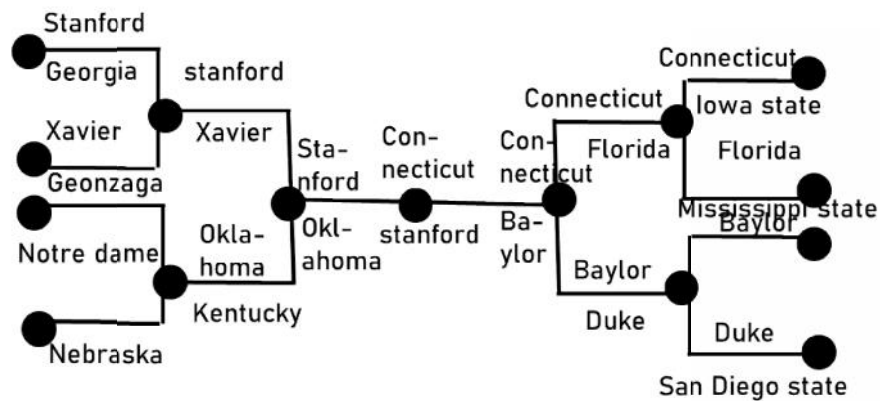 Stanford
Georgia
Xavier
Geonzaga
Notre dame
Nebraska
stanford
Xavier
Okla-
homa
Kentucky
Sta-
nford
Okl-
ahoma
Con-
necticut
stanford
Con-
necticut
Ba-
ylor
Connecticut
Florida
Baylor
Duke
Connecticut
Iowa state
Florida
Mississippi state
Baylor
Duke
San Diego state